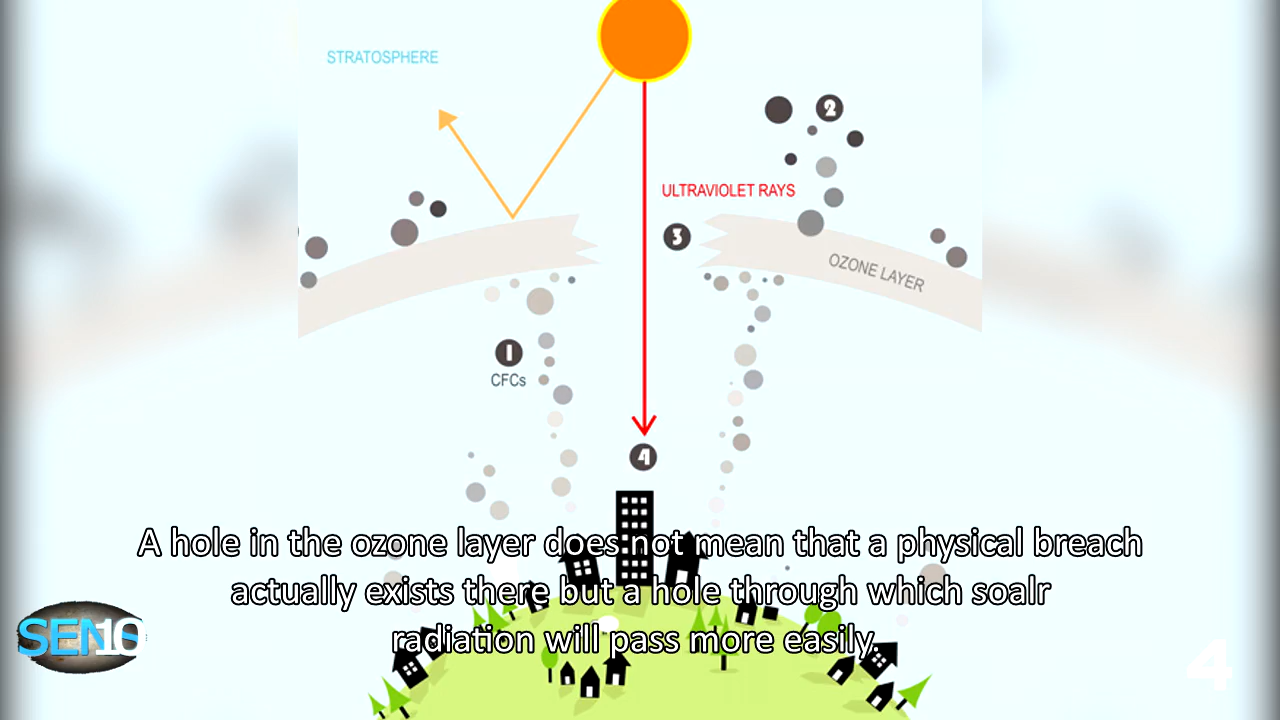 STRATOSPHERE
2
ULTRAVIOLET RAYS
3
OZONE LAYER
1
CFCs
4
A hole in the ozone layer does not mean that a physical breach
actually exists there but a hole through which soalr
radiation will pass more easily.
SEN10
4